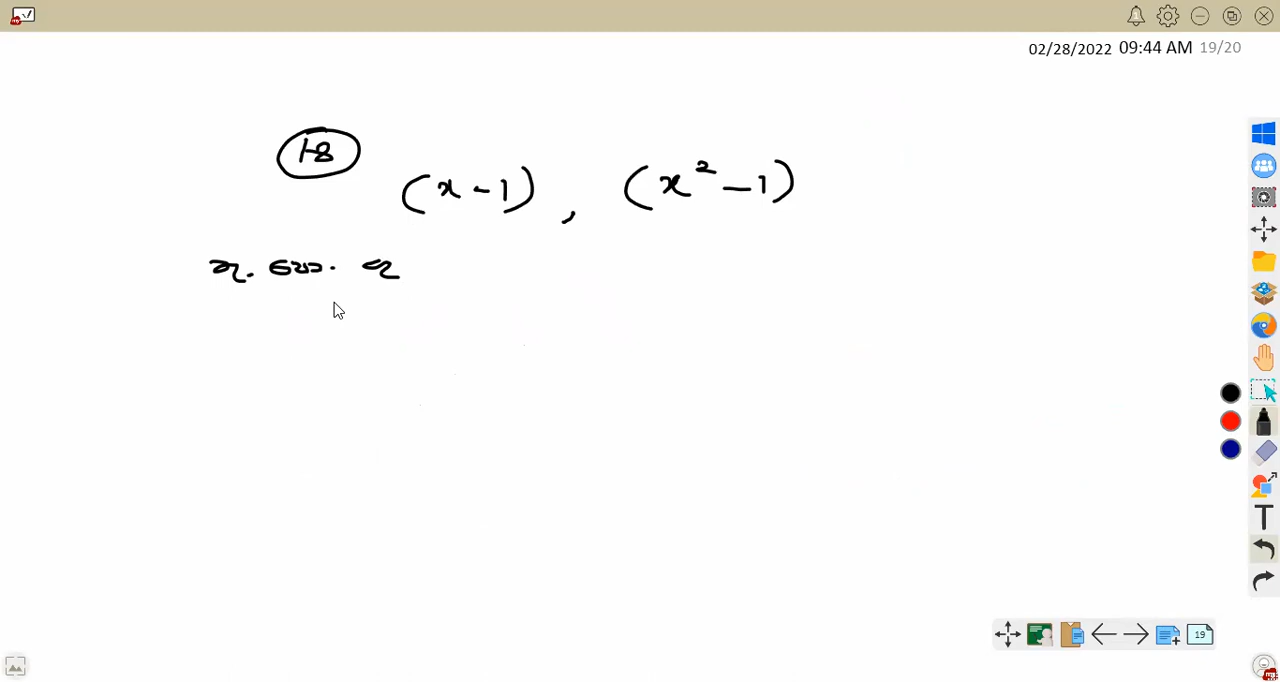 02/28/2022 09:44 AM 19/20
18
(x - 1) , (x² - 1)
T
19